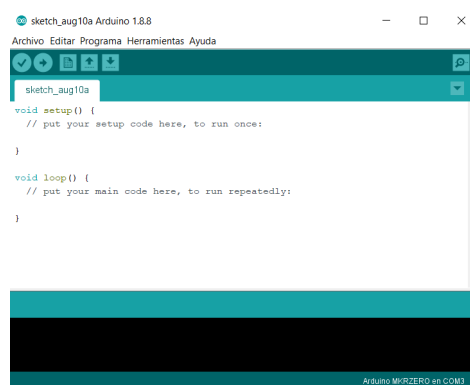 sketch_aug10a Arduino 1.8.8
Archivo Editar Programa Herramientas Ayuda
sketch_aug10a
void setup() {
// put your setup code here, to run once:
}
void loop() {
// put your main code here, to run repeatedly:
}
Arduino MKRZERO en COM3